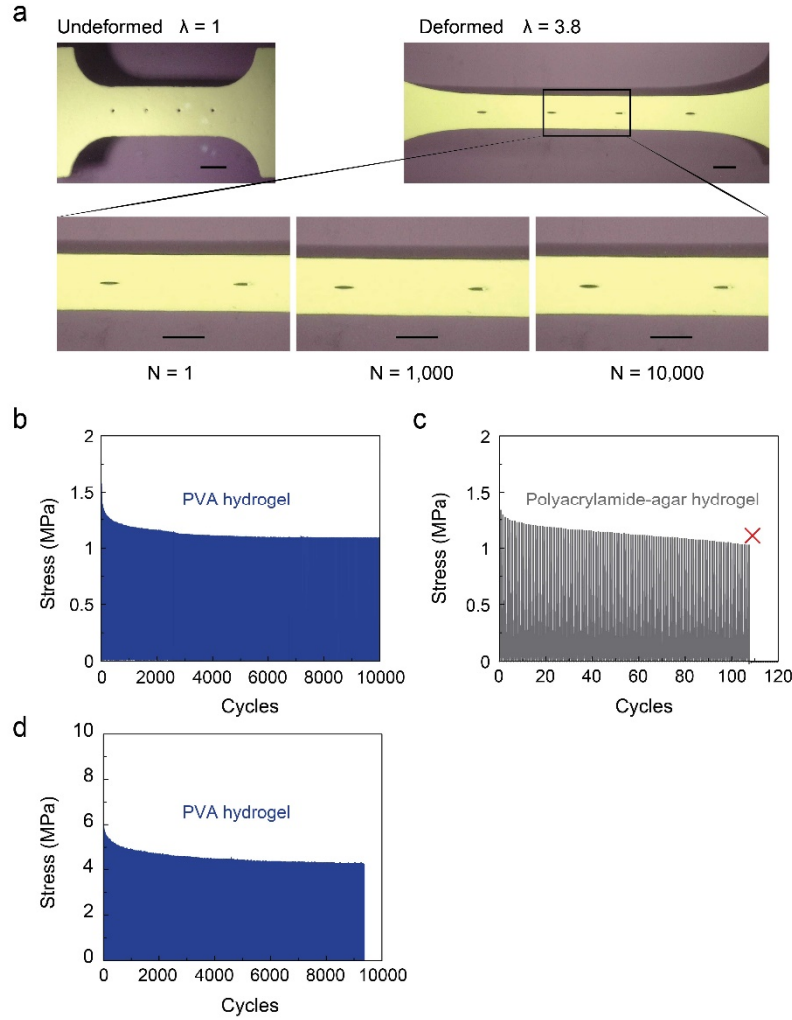 a
Undeformed λ = 1
Deformed λ = 3.8
N = 1
N = 1,000
N = 10,000
b
2
1.5
1
0.5
0
Stress (MPa)
PVA hydrogel
0
2000
4000
6000
8000
10000
Cycles
c
2
1.5
1
0.5
0
Stress (MPa)
Polyacrylamide-agar hydrogel
0
20
40
60
80
100
120
Cycles
d
10
8
6
4
2
0
Stress (MPa)
PVA hydrogel
0
2000
4000
6000
8000
10000
Cycles